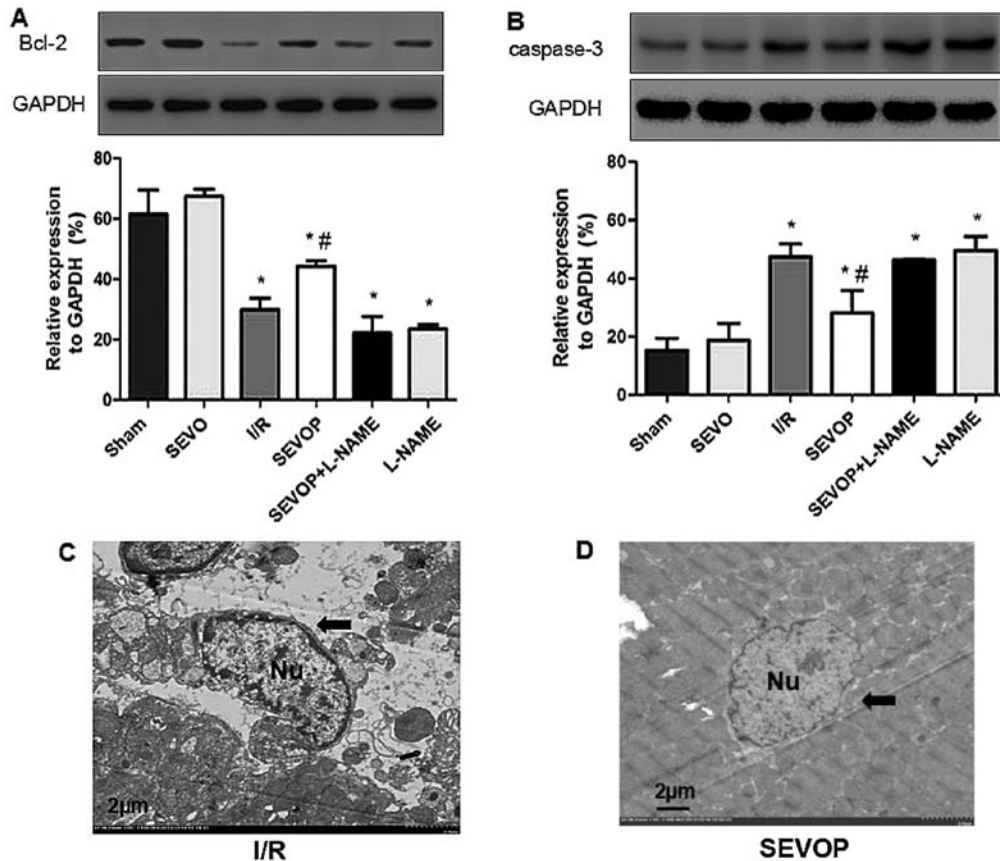 A
Bcl-2
GAPDH
Relative expression
to GAPDH (%)
80
60
40
20
0
*
* #
*
*
Sham
SEVO
I/R
SEVOP
SEVOP+L-NAME
L-NAME
B
caspase-3
GAPDH
Relative expression
to GAPDH (%)
80
60
40
20
0
*
* #
*
*
Sham
SEVO
I/R
SEVOP
SEVOP+L-NAME
L-NAME
C
Nu
2μm
I/R
D
Nu
2μm
SEVOP